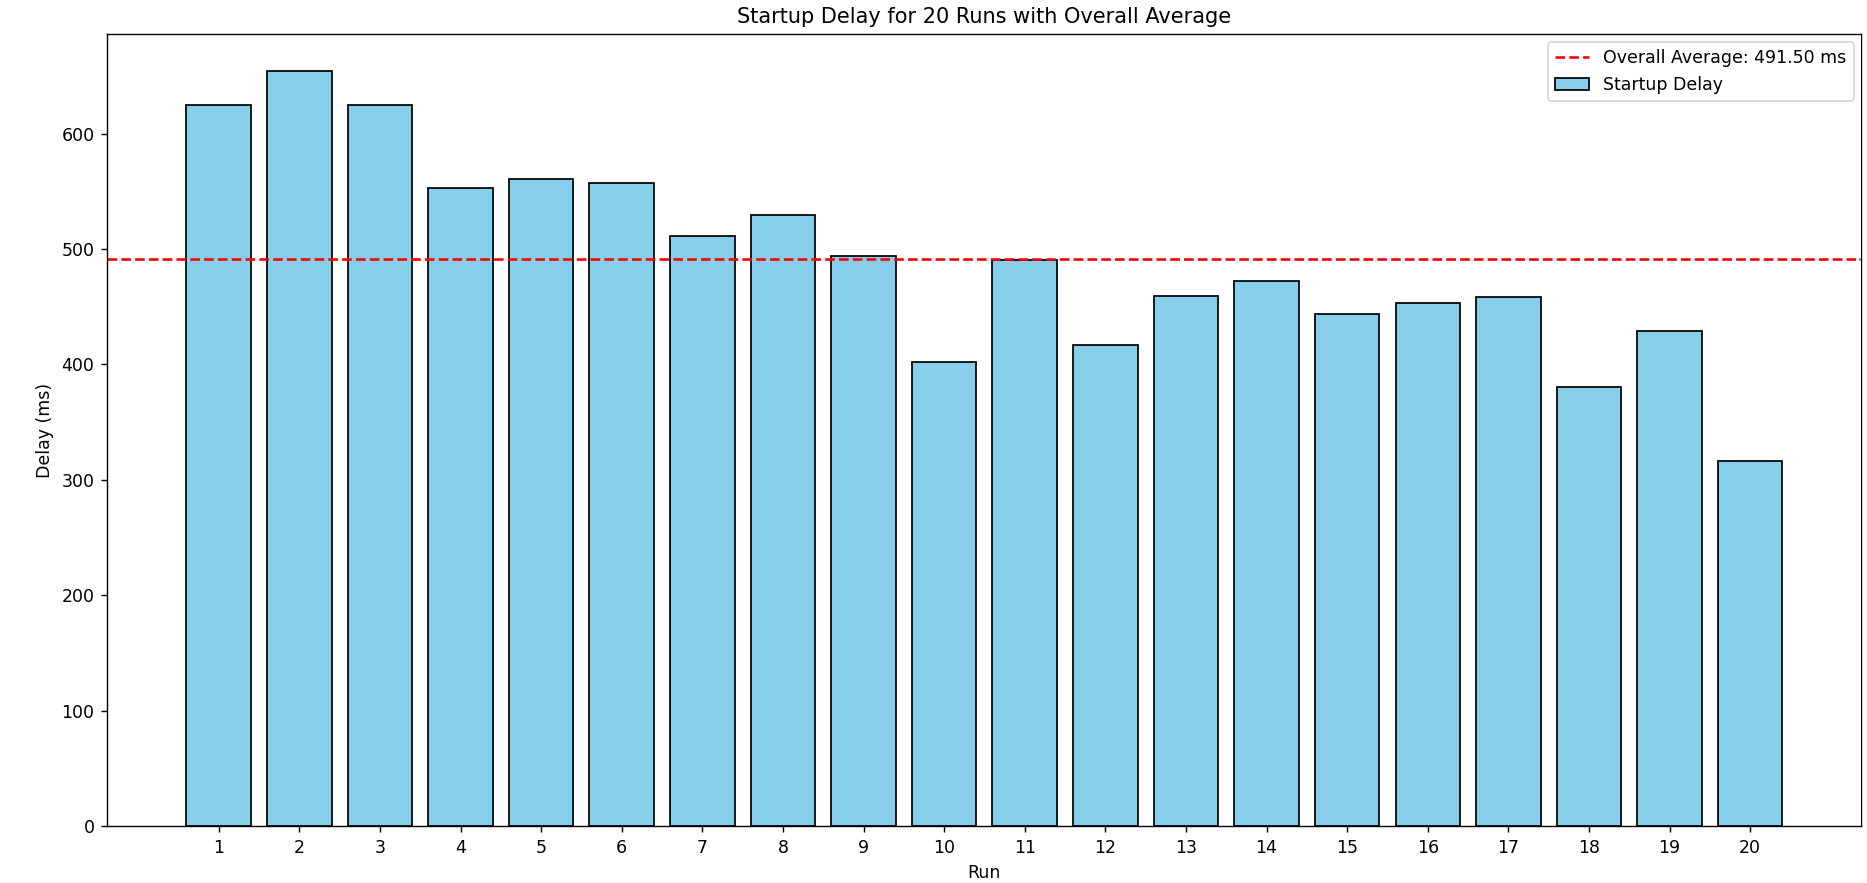 Startup Delay for 20 Runs with Overall Average
Overall Average: 491.50 ms
Startup Delay
Delay (ms)
600
500
400
300
200
100
0
1 2 3 4 5 6 7 8 9 10 11 12 13 14 15 16 17 18 19 20
Run